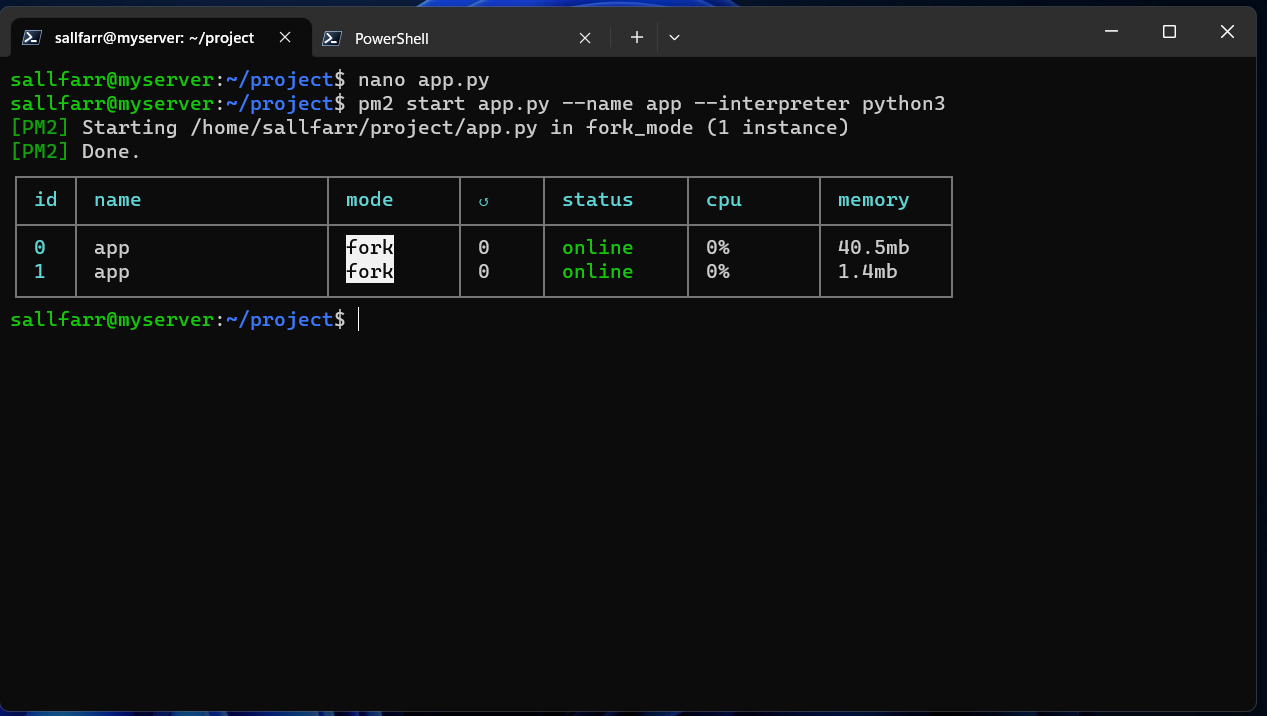 sallfarr@myserver: ~/project PowerShell
sallfarr@myserver:~/project$ nano app.py
sallfarr@myserver:~/project$ pm2 start app.py --name app --interpreter python3
[PM2] Starting /home/sallfarr/project/app.py in fork_mode (1 instance)
[PM2] Done.
id name mode ↺ status cpu memory
0 app fork 0 online 0% 40.5mb
1 app fork 0 online 0% 1.4mb
sallfarr@myserver:~/project$